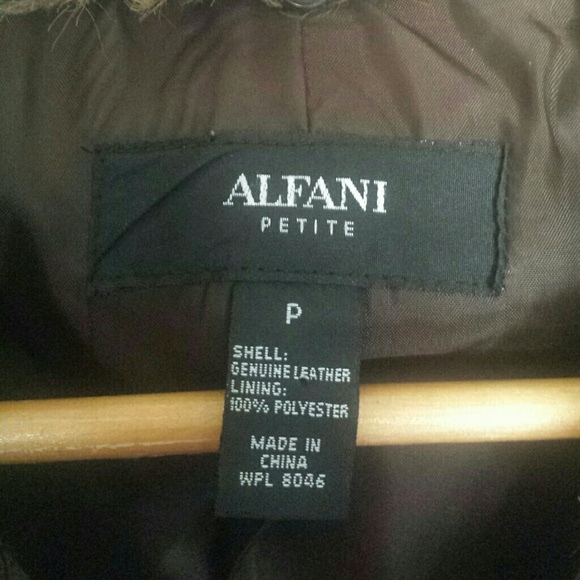 ALFANI
PETITE
P
SHELL:
GENUINE LEATHER
LINING:
100% POLYESTER
MADE IN
CHINA
WPL 8046